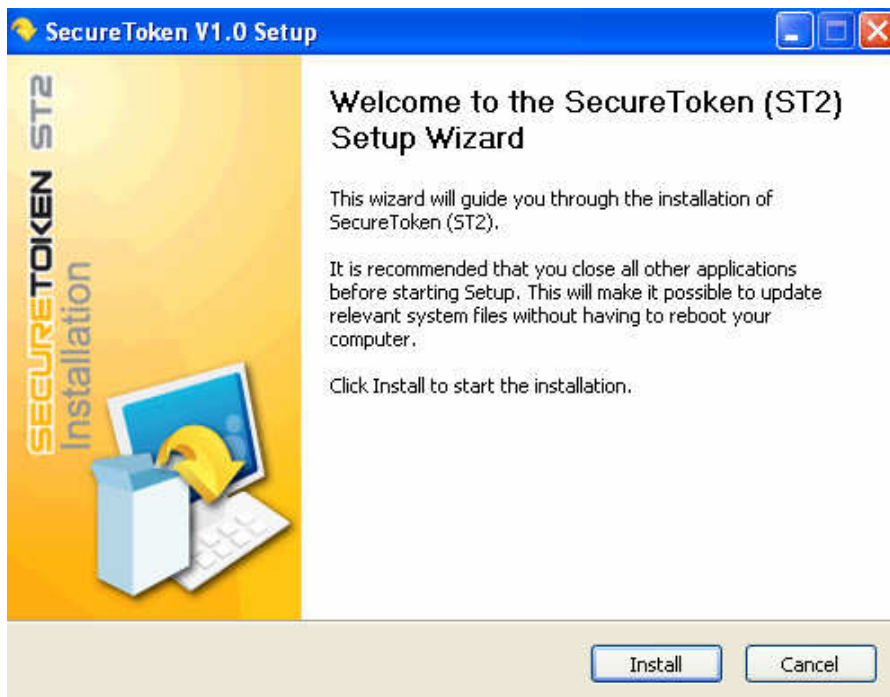 SecureToken V1.0 Setup
SECURETOKEN ST2
Installation
Welcome to the SecureToken (ST2)
Setup Wizard
This wizard will guide you through the installation of
SecureToken (ST2).
It is recommended that you close all other applications
before starting Setup. This will make it possible to update
relevant system files without having to reboot your
computer.
Click Install to start the installation.
Install
Cancel